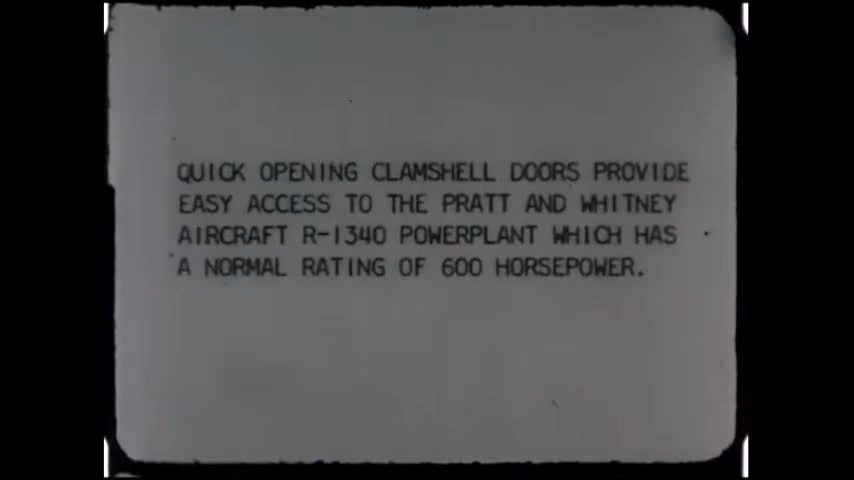 QUICK OPENING CLAMSHELL DOORS PROVIDE
EASY ACCESS TO THE PRATT AND WHITNEY
AIRCRAFT R-1340 POWERPLANT WHICH HAS
A NORMAL RATING OF 600 HORSEPOWER.